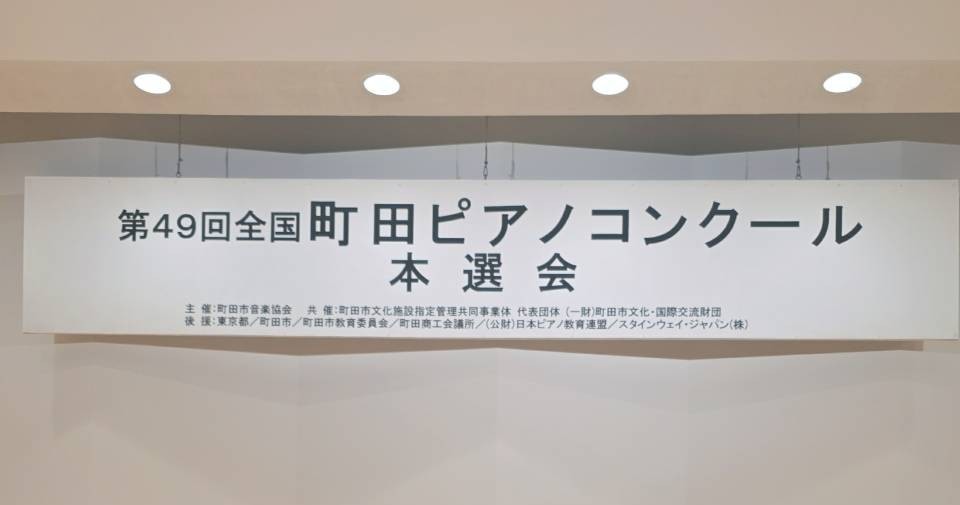 第49回全国町田ピアノコンクール
本選会
主 催:町田市音楽協会 共 催:町田市文化施設指定管理共同事業体 代表団体 (一財)町田市文化・国際交流財団
後 援:東京都/町田市/町田市教育委員会/町田商工会議所/(公財)日本ピアノ教育連盟/スタインウェイ・ジャパン(株)